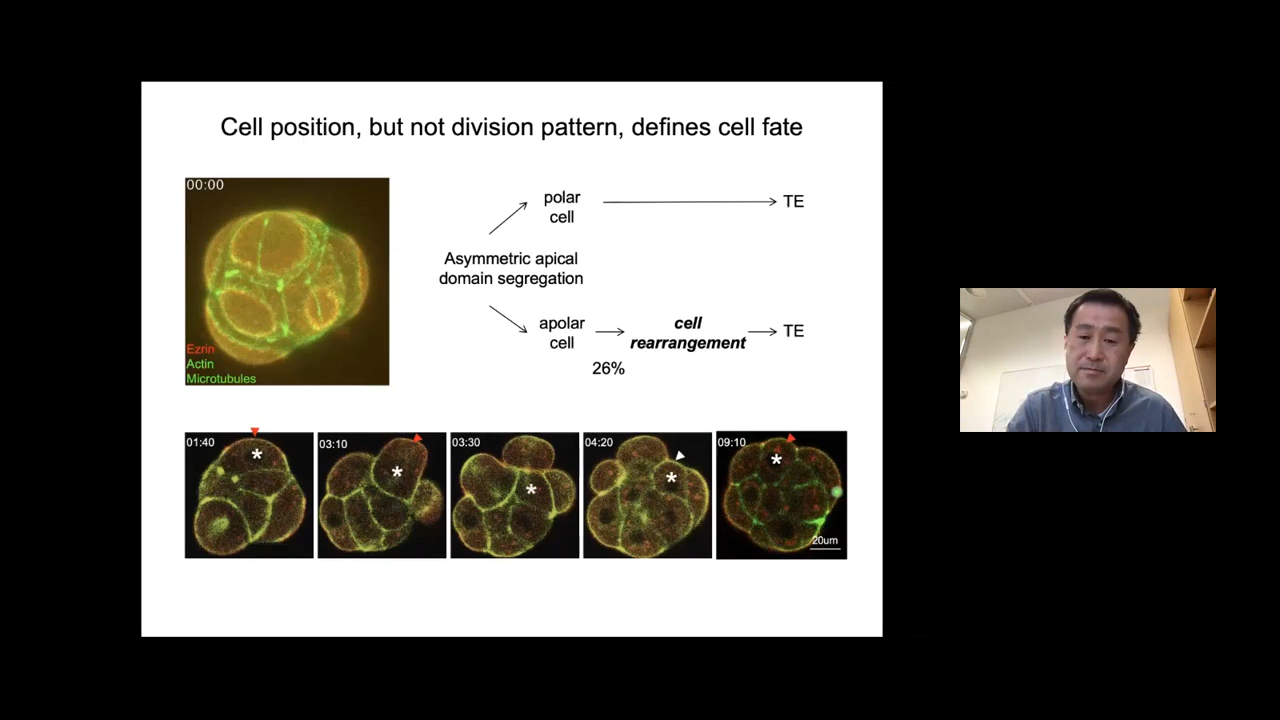 Cell position, but not division pattern, defines cell fate
00:00
Ezrin
Actin
Microtubules
polar
cell
TE
Asymmetric apical
domain segregation
apolar
cell
cell
rearrangement
TE
26%
01:40
*
03:10
*
03:30
*
04:20
*
09:10
*
20um